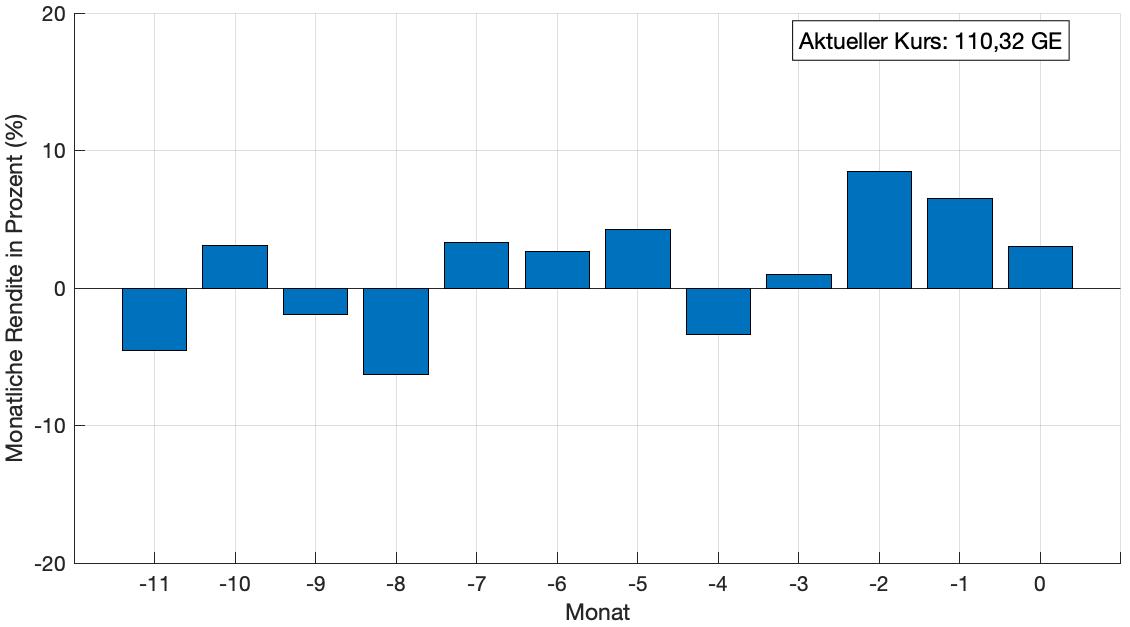 20
Aktueller Kurs: 110,32 GE
10
0
-10
-20
Monatliche Rendite in Prozent (%)
-11 -10 -9 -8 -7 -6 -5 -4 -3 -2 -1 0
Monat